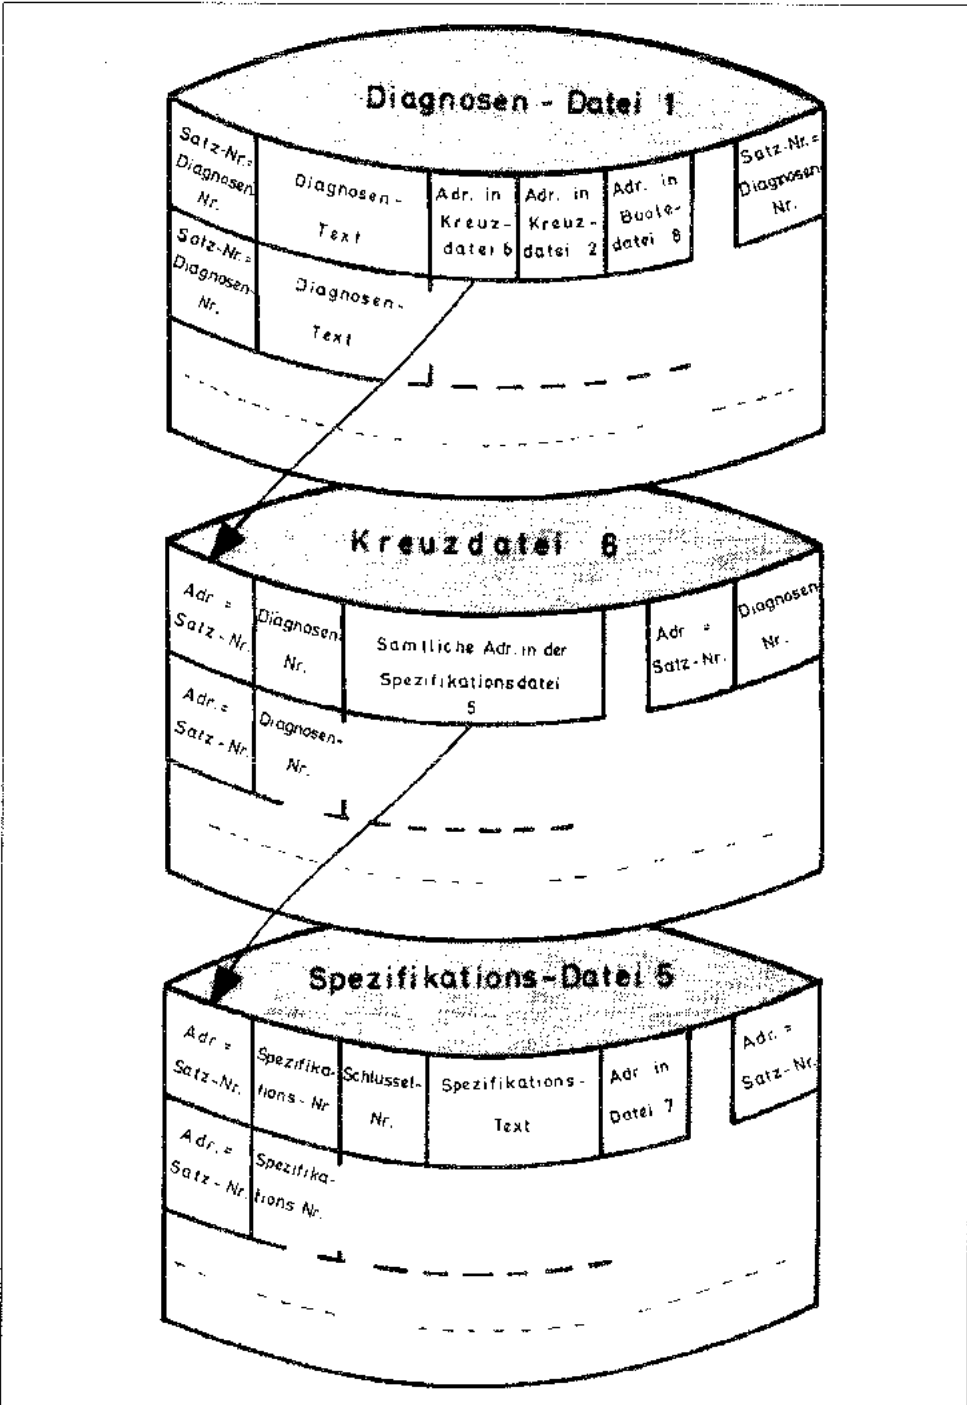 Diagnosen - Datei 1
Satz-Nr.=
Diagnosen
Nr.
Diagnosen-
Text
Adr. in
Kreuz-
datei 6
Adr. in
Kreuz-
datei 2
Adr. in
Buole-
datei 8
Satz-Nr.=
Diagnosen-
Nr.
Satz-Nr.=
Diagnosen-
Nr.
Diagnosen-
Text
Kreuzdatei 6
Adr =
Satz-Nr.
Diagnosen-
Nr.
Samtliche Adr. in der
Spezifikationsdatei
5
Adr =
Satz-Nr.
Diagnosen-
Nr.
Adr. =
Satz-Nr.
Diagnosen-
Nr.
Spezifikations-Datei 5
Adr =
Satz-Nr.
Spezifika-
tions-Nr
Schlussel-
Nr.
Spezifikations-
Text
Adr in
Datei 7
Adr. =
Satz-Nr.
Adr. =
Satz-Nr.
Spezifika-
tions Nr.